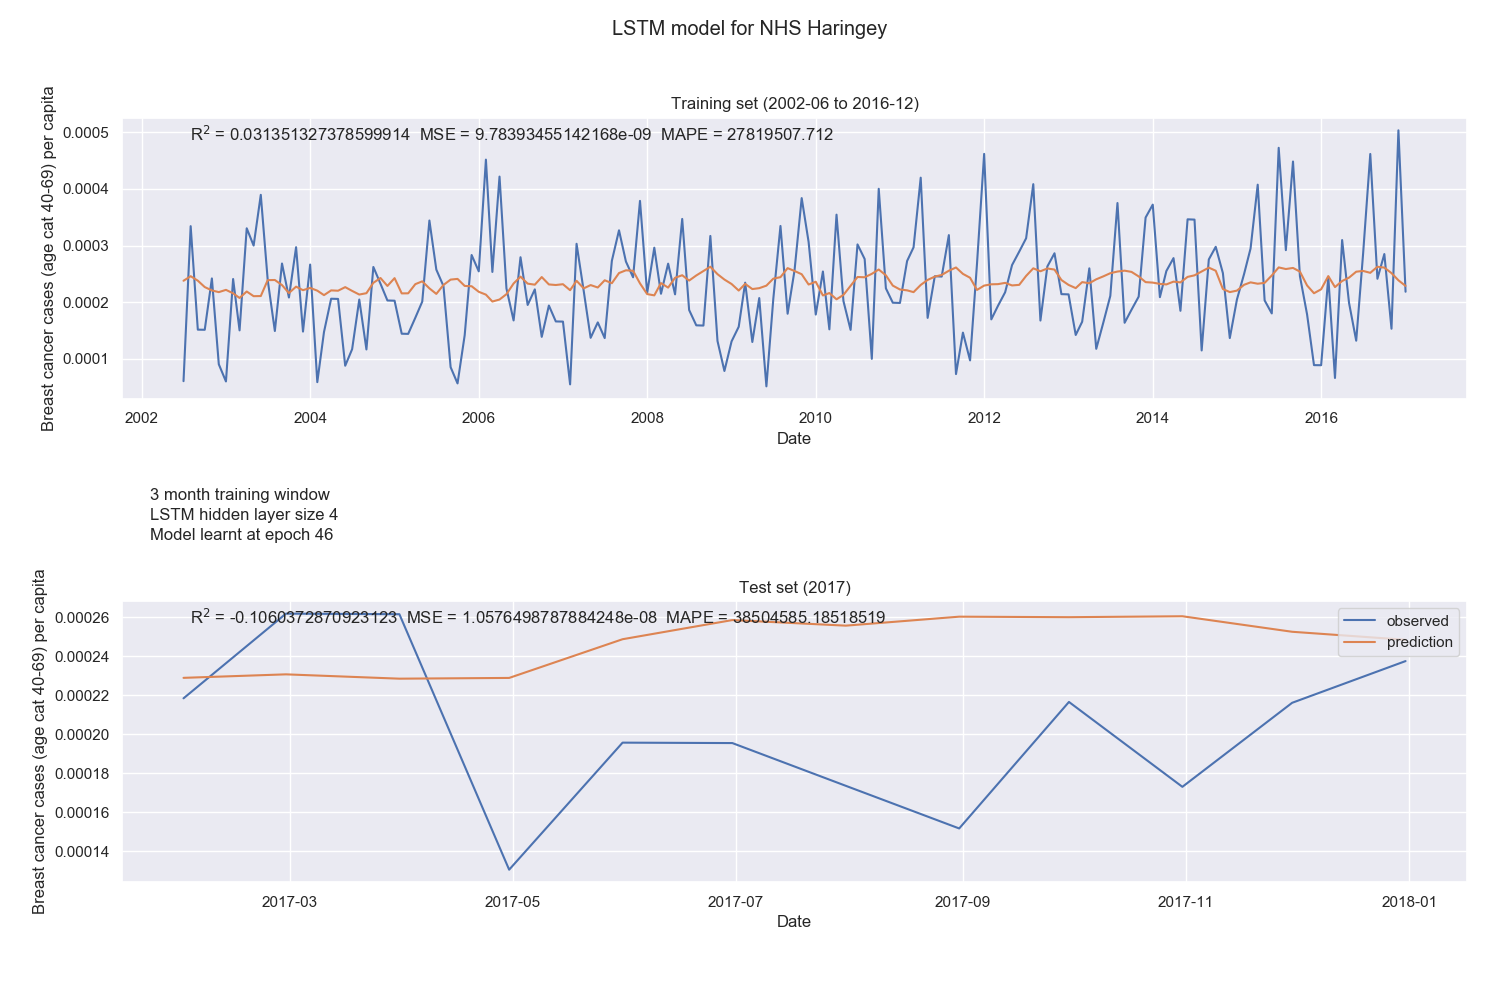 LSTM model for NHS Haringey
Training set (2002-06 to 2016-12)
R² = 0.031351327378599914 MSE = 9.78393455142168e-09 MAPE = 27819507.712
Breast cancer cases (age cat 40-69) per capita
0.0005
0.0004
0.0003
0.0002
0.0001
2002 2004 2006 2008 2010 2012 2014 2016
Date
3 month training window
LSTM hidden layer size 4
Model learnt at epoch 46
Test set (2017)
R² = -0.1060372870923123 MSE = 1.0576498787884248e-08 MAPE = 38504585.18518519
observed
prediction
Breast cancer cases (age cat 40-69) per capita
0.00026
0.00024
0.00022
0.00020
0.00018
0.00016
0.00014
2017-03 2017-05 2017-07 2017-09 2017-11 2018-01
Date